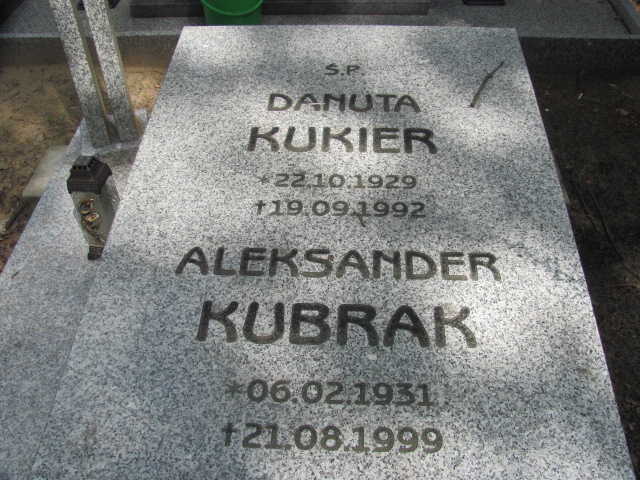 Ś.P.
DANUTA
KUKIER
*22.10.1929
†19.09.1992
ALEKSANDER
KUBRAK
*06.02.1931
†21.08.1999